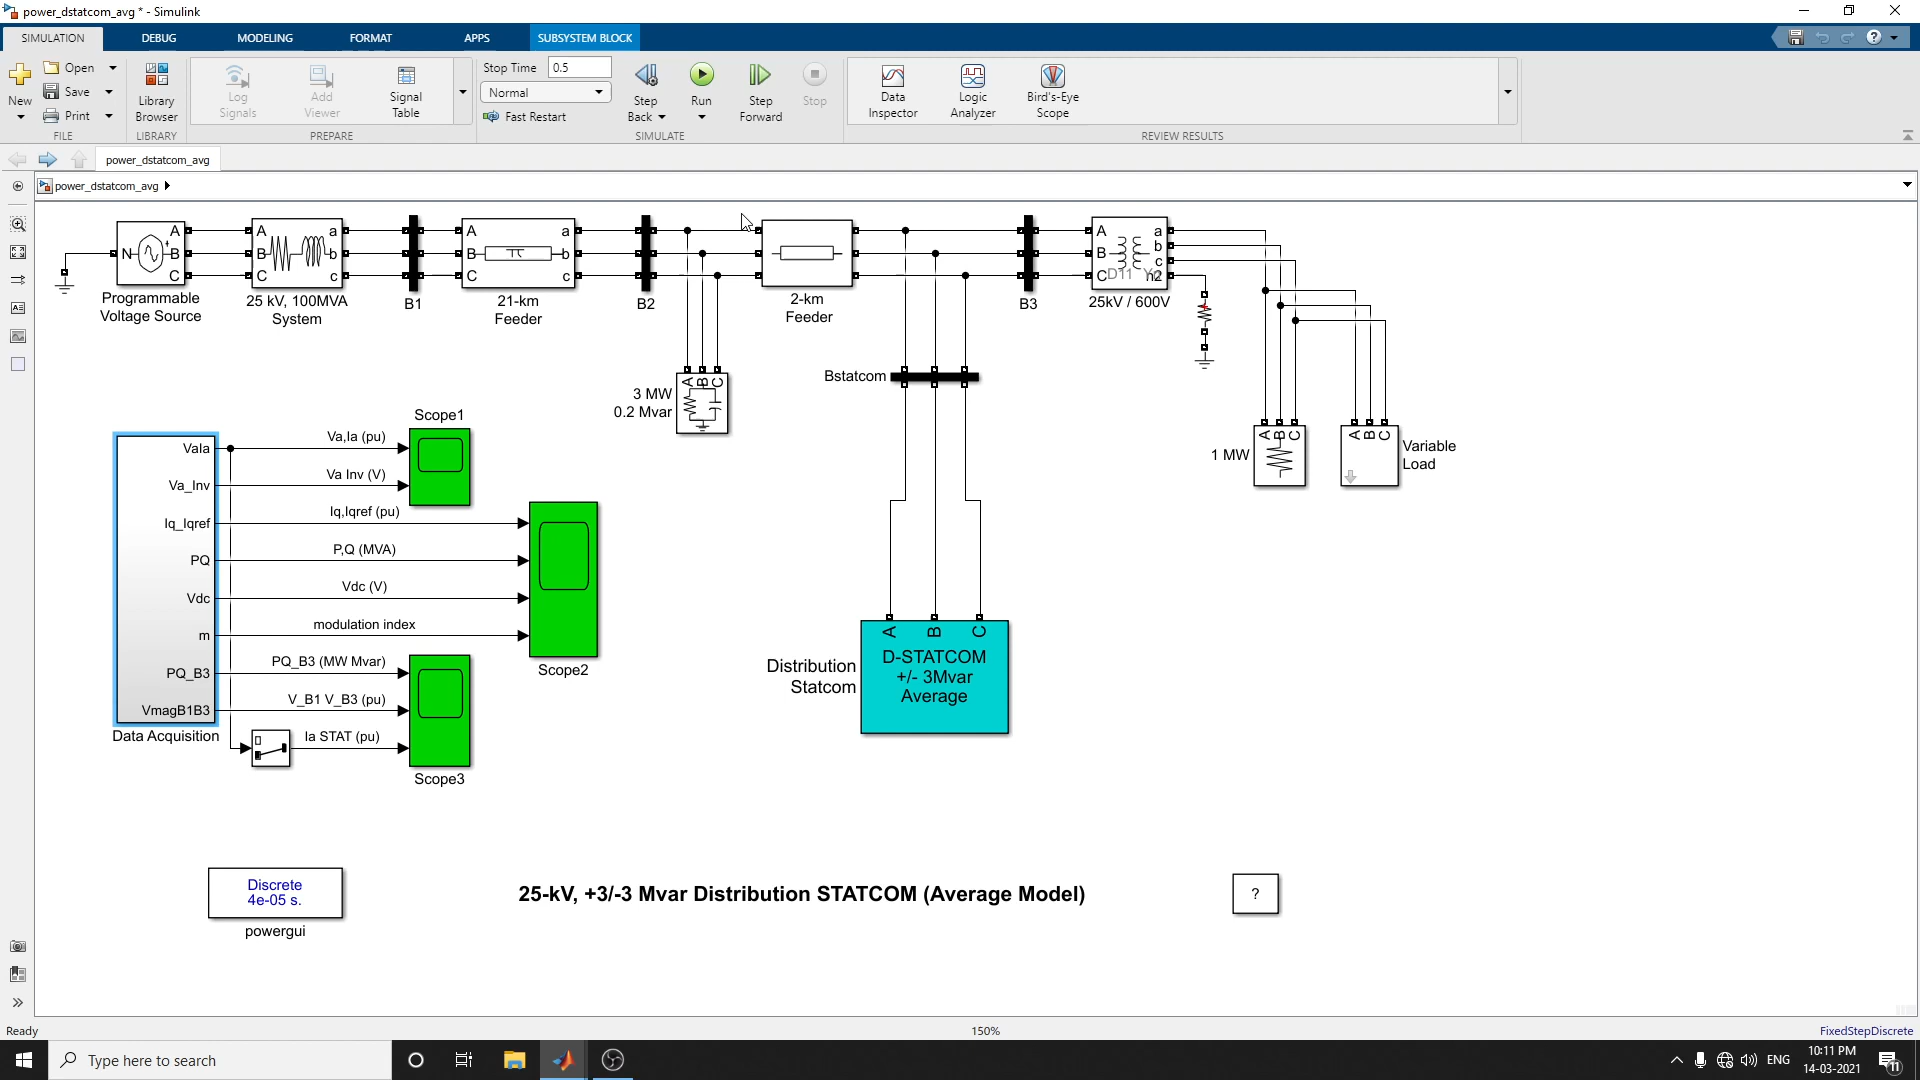 power_dstatcom_avg * - Simulink
SIMULATION
DEBUG
MODELING
FORMAT
APPS
SUBSYSTEM BLOCK
New
Open
Save
Print
FILE
Library
Browser
LIBRARY
Log
Signals
Add
Viewer
Signal
Table
PREPARE
Stop Time
0.5
Normal
Fast Restart
Step
Back
Run
Step
Forward
Stop
SIMULATE
Data
Inspector
Logic
Analyzer
Bird's-Eye
Scope
REVIEW RESULTS
power_dstatcom_avg
power_dstatcom_avg
N
A
B
C
Programmable
Voltage Source
A
B
C
a
b
c
25 kV, 100MVA
System
B1
A
B
C
a
b
c
21-km
Feeder
B2
2-km
Feeder
B3
A
B
C
a
b
c
n2
D11
25kV / 600V
3 MW
0.2 Mvar
A
B
C
Bstatcom
1 MW
A
B
C
A
B
C
Variable
Load
Scope1
VaIa
Va,Ia (pu)
Va_Inv
Va Inv (V)
Iq_Iqref
Iq,Iqref (pu)
PQ
P,Q (MVA)
Vdc
Vdc (V)
m
modulation index
PQ_B3
PQ_B3 (MW Mvar)
VmagB1B3
V_B1 V_B3 (pu)
Data Acquisition
Ia STAT (pu)
Scope2
Scope3
Distribution
Statcom
A
B
C
D-STATCOM
+/- 3Mvar
Average
Discrete
4e-05 s.
powergui
25-kV, +3/-3 Mvar Distribution STATCOM (Average Model)
?
Ready
150%
FixedStepDiscrete
Type here to search
ENG
10:11 PM
14-03-2021
11